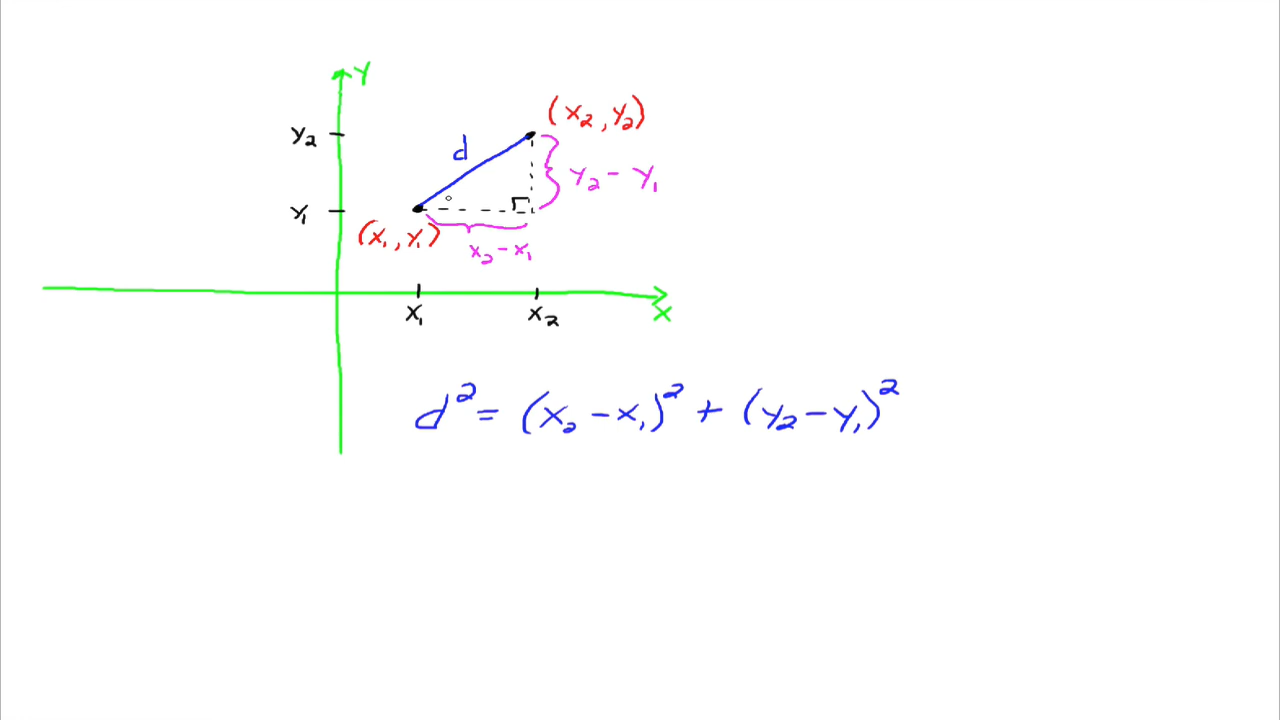 Y
(x₂, y₂)
y₂
d
y₂ - y₁
y₁
(x₁, y₁)
x₂ - x₁
x₁
x₂
X
d² = (x₂ - x₁)² + (y₂ - y₁)²